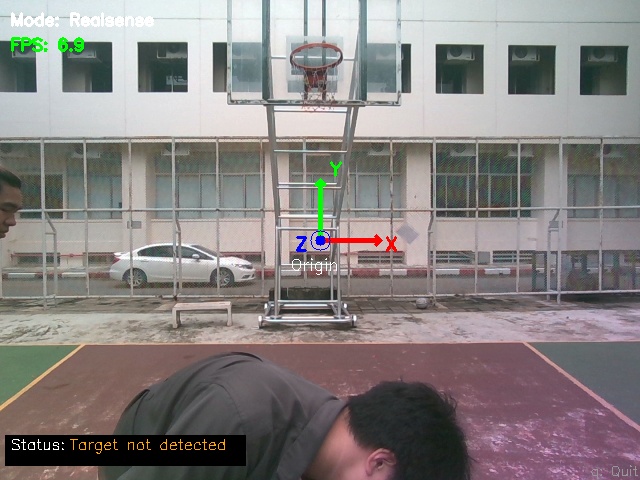 Mode: Realsense
FPS: 6.9
Y
Z
X
Origin
Status: Target not detected
q: Quit